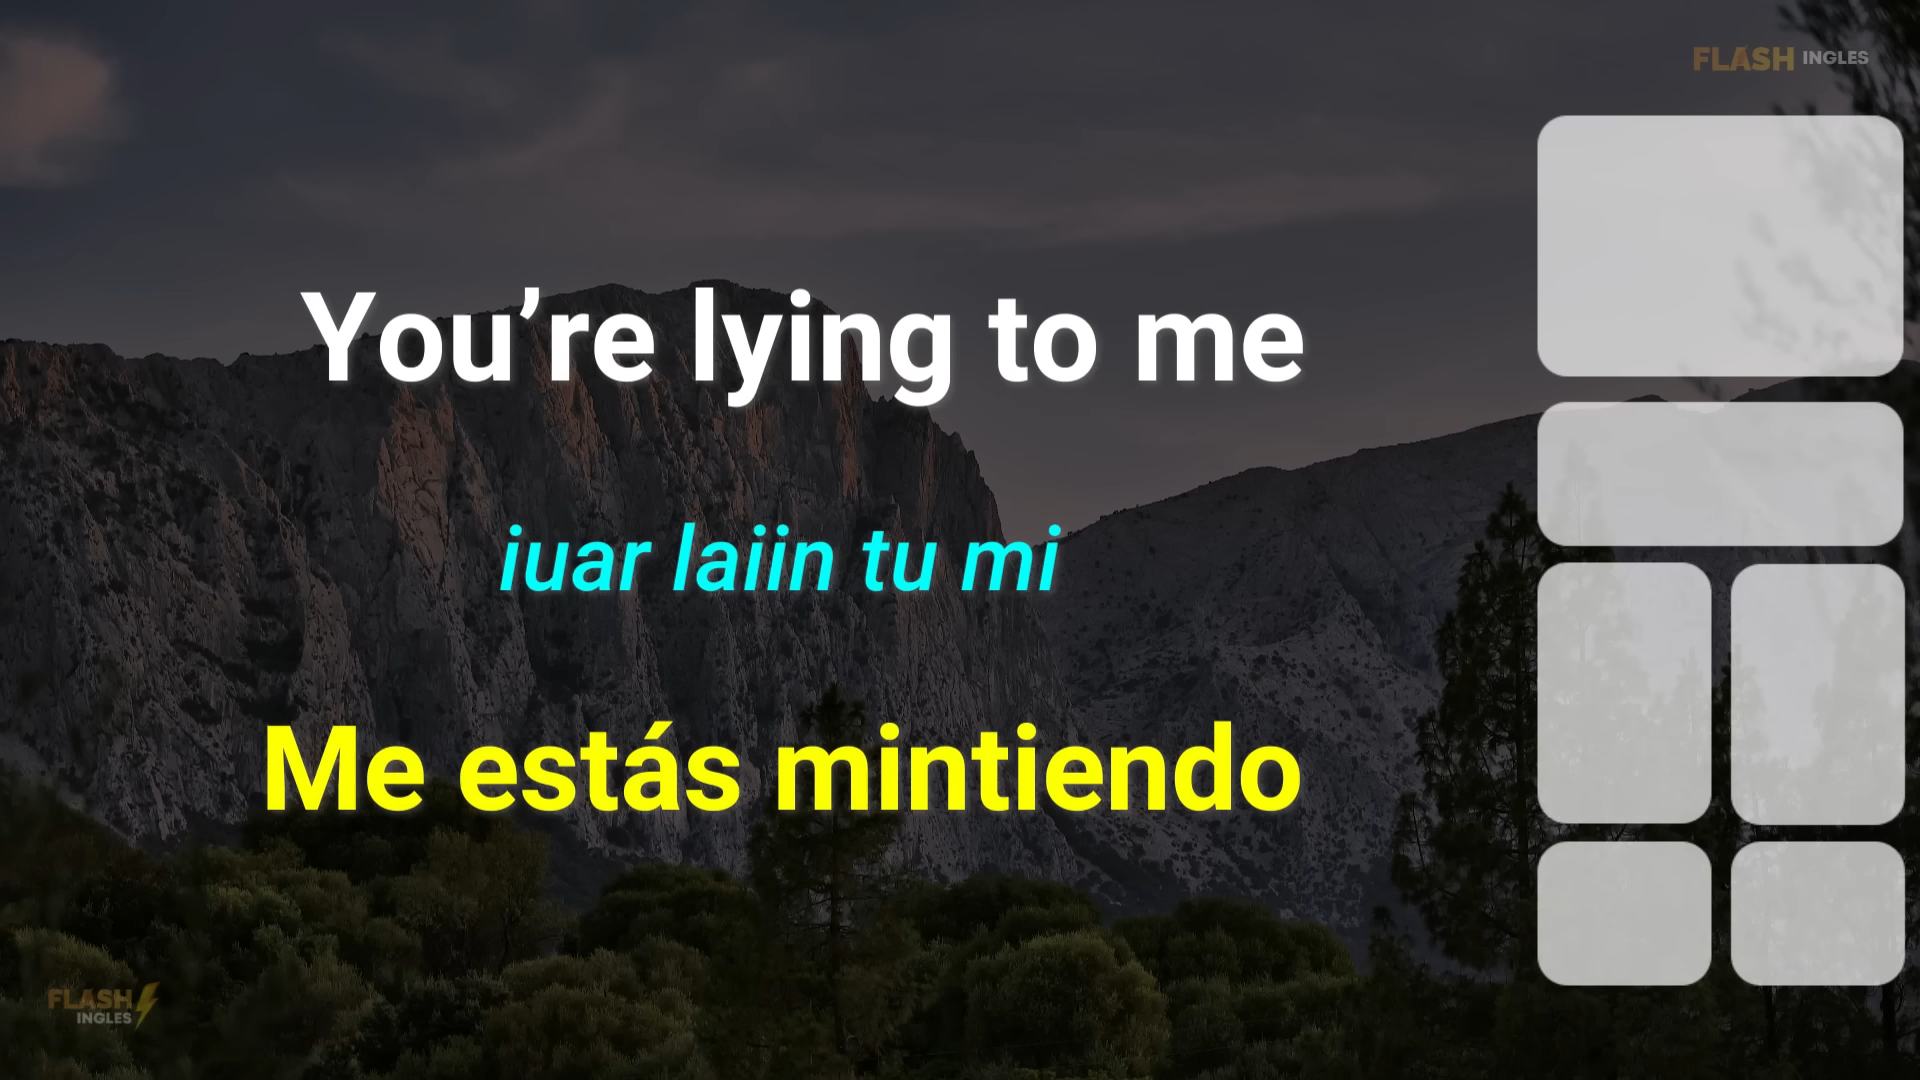 FLASH INGLES
You’re lying to me
iuar laiin tu mi
Me estás mintiendo
FLASH
INGLES